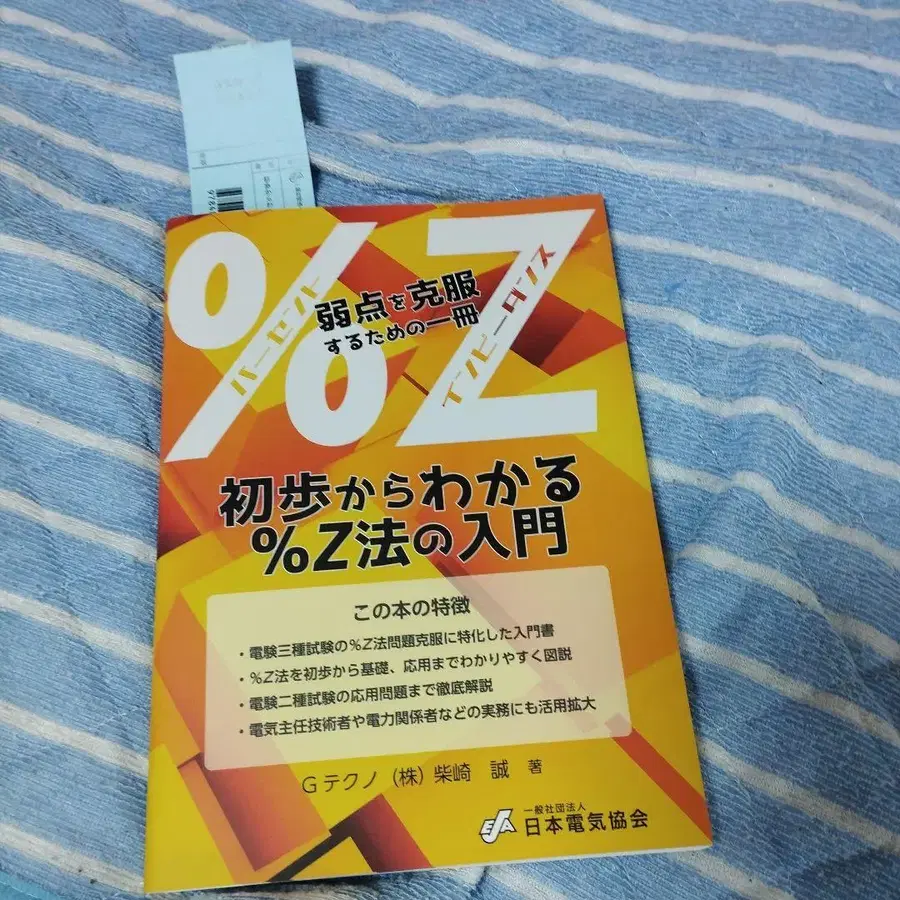 %Z
パーセント
インピーダンス
弱点を克服
するための一冊
初歩からわかる
%Z法の入門
この本の特徴
・電験三種試験の%Z法問題克服に特化した入門書
・%Z法を初歩から基礎、応用までわかりやすく図説
・電験二種試験の応用問題まで徹底解説
・電気主任技術者や電力関係者などの実務にも活用拡大
Gテクノ (株) 柴崎 誠 著
一般社団法人
日本電気協会